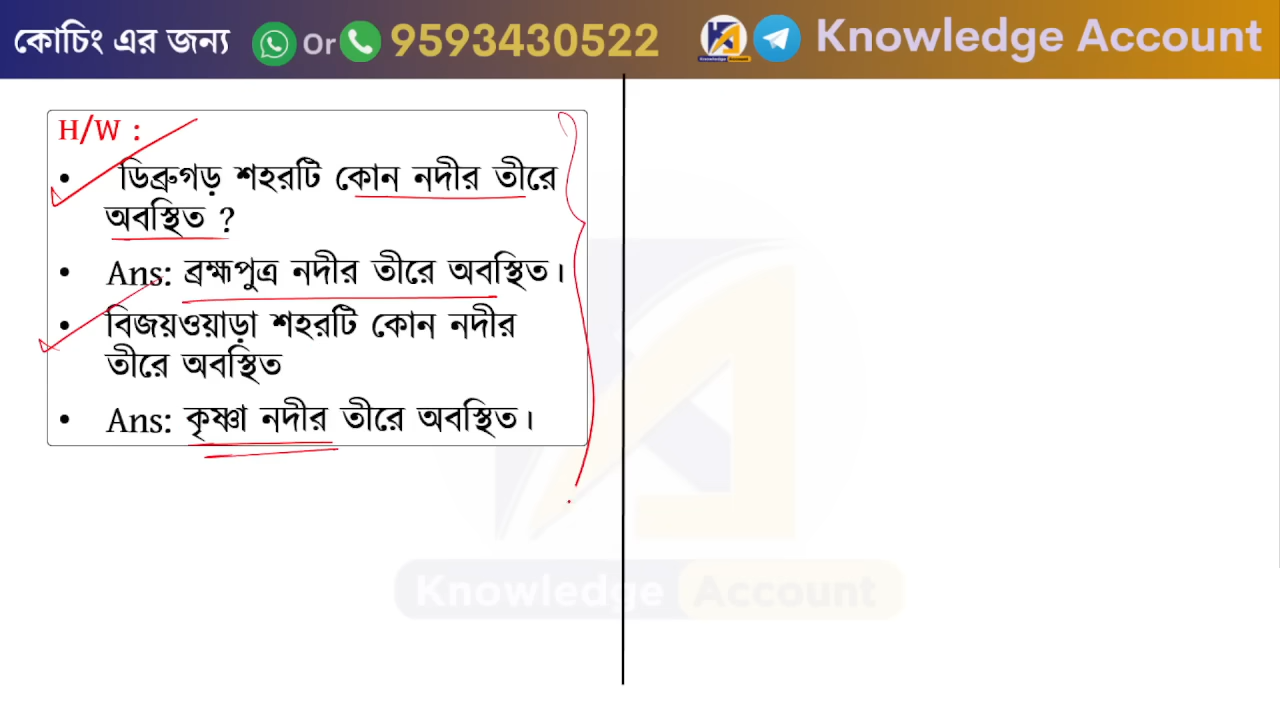 কোচিং এর জন্য Or 9593430522 Knowledge Account
H/W :
• ডিব্রুগড় শহরটি কোন নদীর তীরে
অবস্থিত ?
• Ans: ব্রহ্মপুত্র নদীর তীরে অবস্থিত।
• বিজয়ওয়াড়া শহরটি কোন নদীর
তীরে অবস্থিত
• Ans: কৃষ্ণা নদীর তীরে অবস্থিত।
Knowledge Account